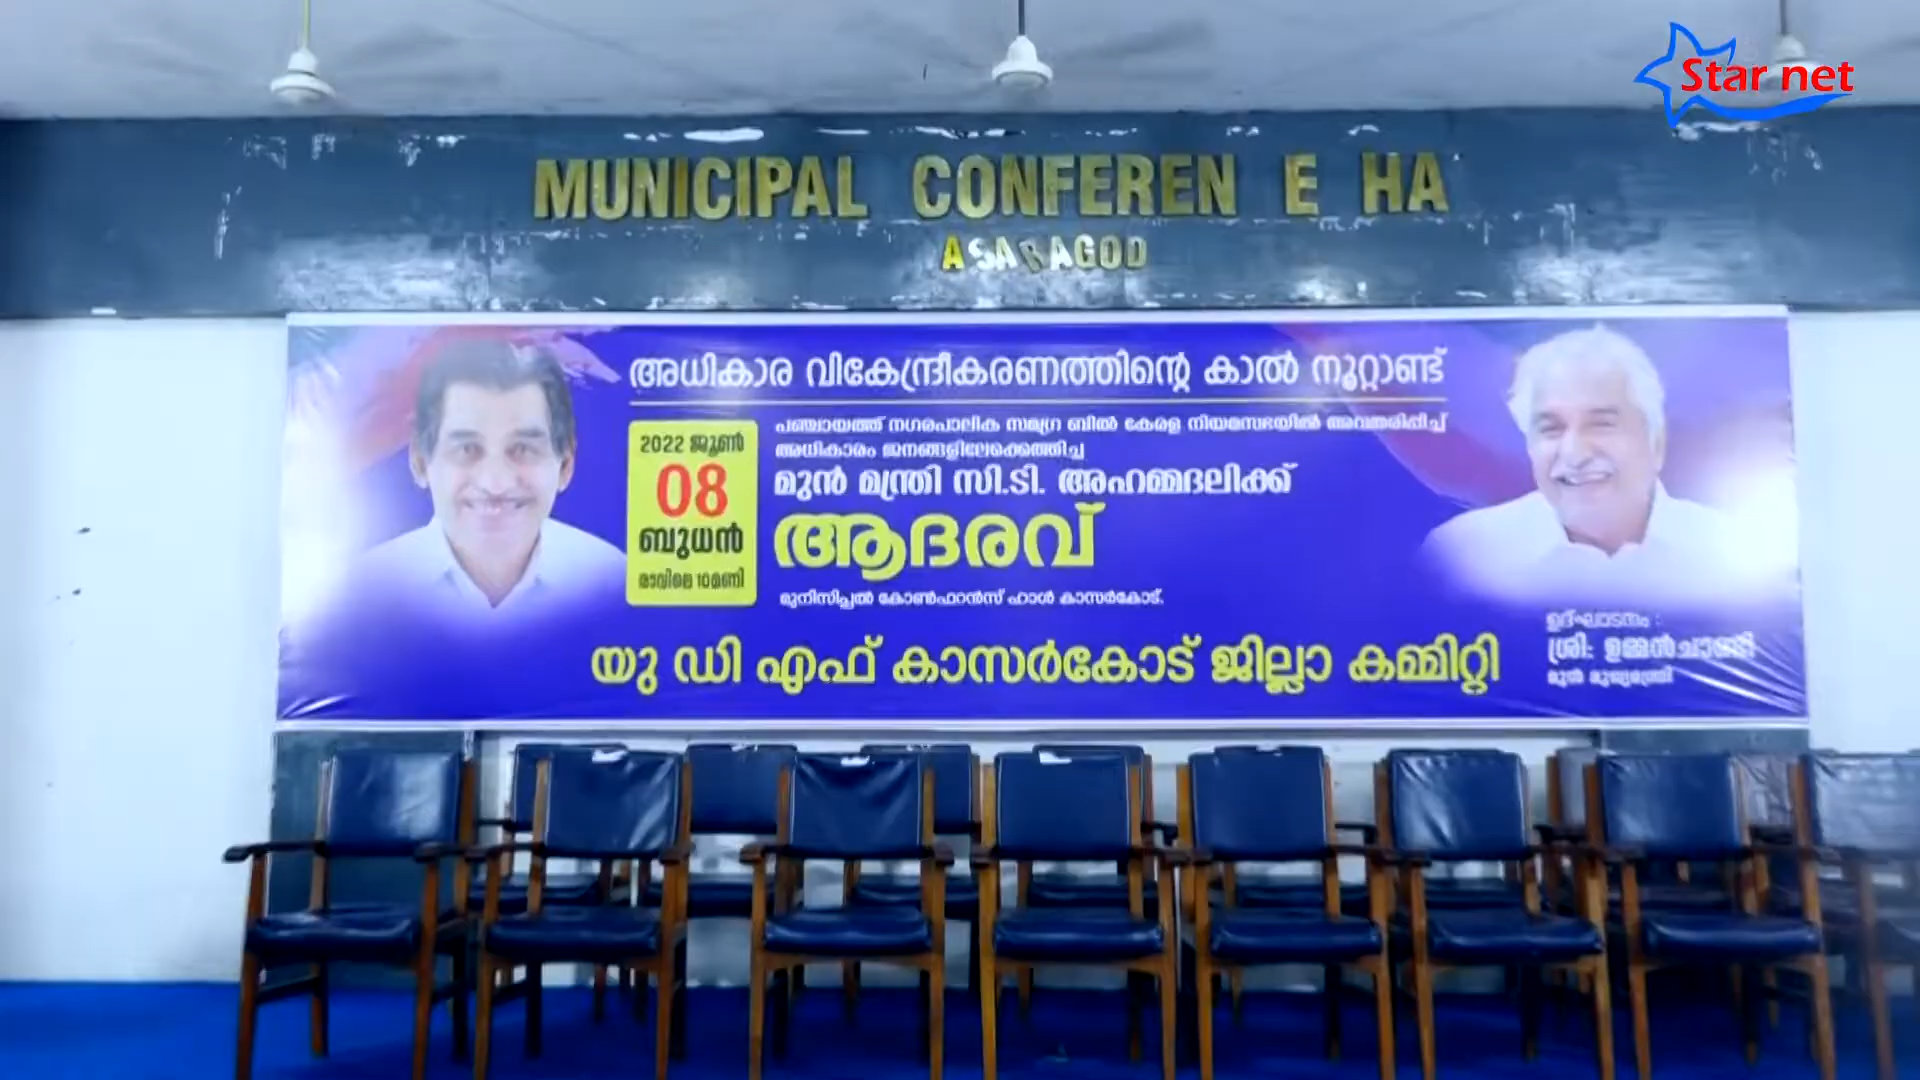 Star net
MUNICIPAL CONFEREN E HA
ASARAGOD
അധികാര വികേന്ദ്രീകരണത്തിന്റെ കാൽ നൂറ്റാണ്ട്
പഞ്ചായത്ത് നഗരപാലിക സമഗ്ര ബിൽ കേരള നിയമസഭയിൽ അവതരിപ്പിച്ച്
അധികാരം ജനങ്ങളിലേക്കെത്തിച്ച
മുൻ മന്ത്രി സി.ടി. അഹമ്മദലിക്ക്
ആദരവ്
2022 ജൂൺ
08
ബുധൻ
രാവിലെ 10മണി
മുനിസിപ്പൽ കോൺഫറൻസ് ഹാൾ കാസർകോട്.
യു ഡി എഫ് കാസർകോട് ജില്ലാ കമ്മിറ്റി
ഉദ്ഘാടനം :
ശ്രി: ഉമ്മൻചാണ്ടി
മുൻ മുഖ്യമന്ത്രി